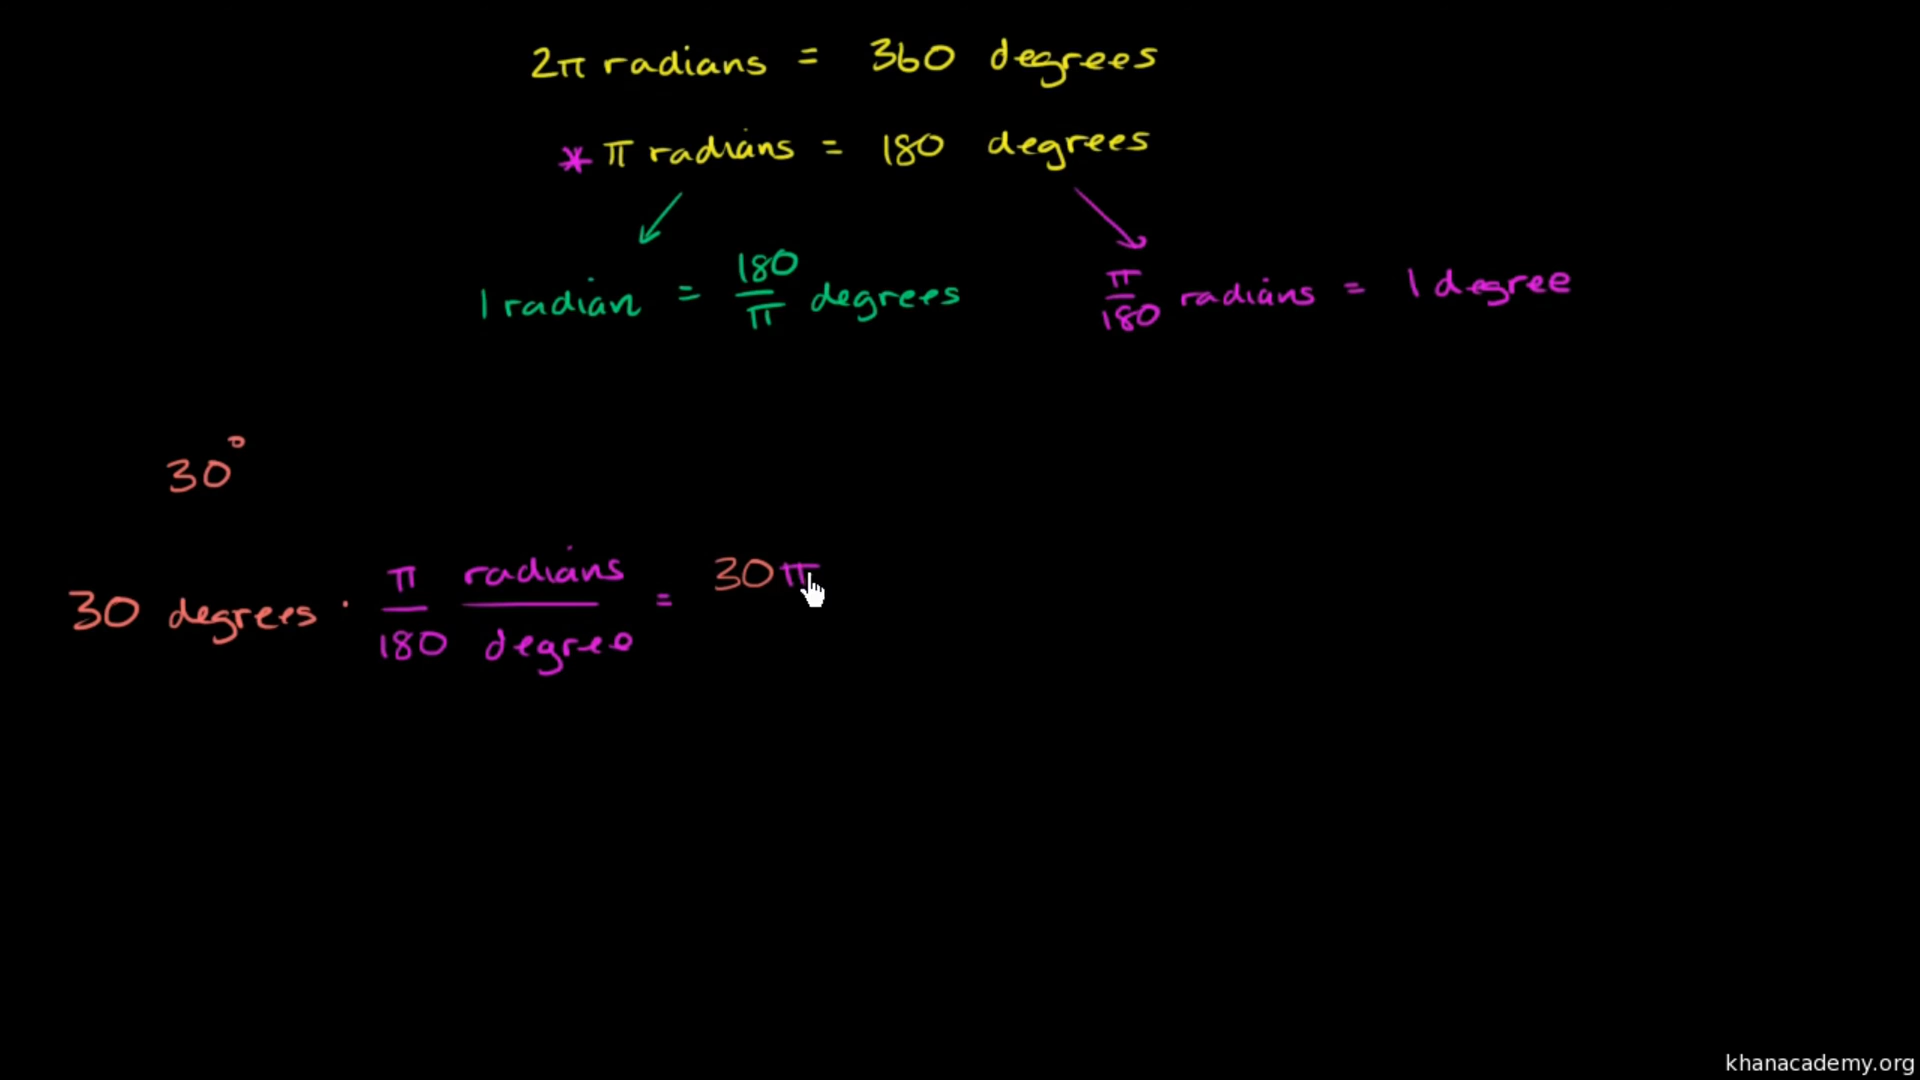 2π radians = 360 degrees
* π radians = 180 degrees
1 radian = 180/π degrees
π/180 radians = 1 degree
30°
30 degrees · π/180 radians/degree = 30π
khanacademy.org